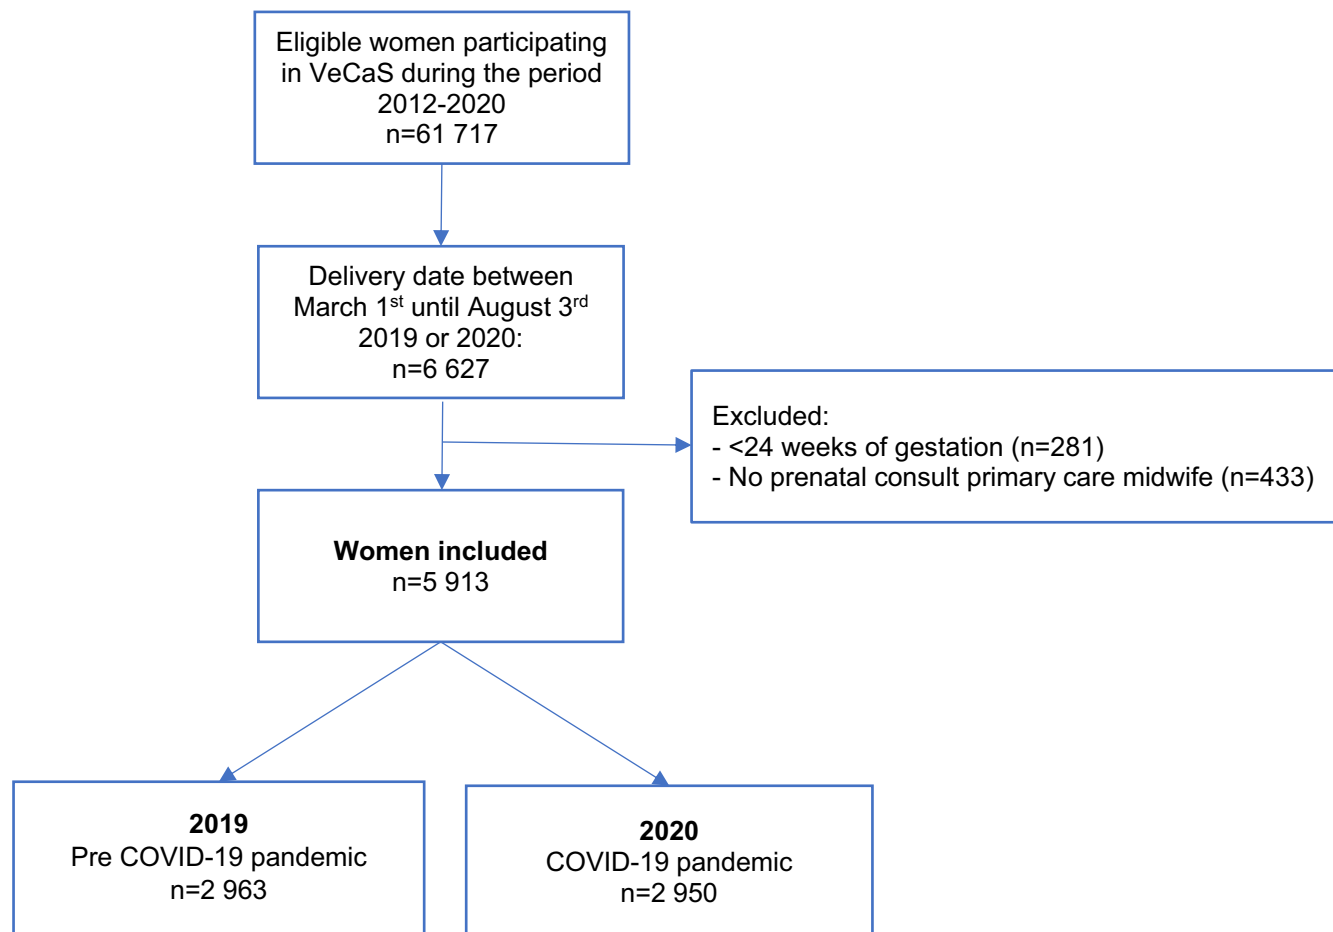 Eligible women participating
in VeCaS during the period
2012-2020
n=61 717
Delivery date between
March 1st until August 3rd
2019 or 2020:
n=6 627
Excluded:
- <24 weeks of gestation (n=281)
- No prenatal consult primary care midwife (n=433)
Women included
n=5 913
2019
Pre COVID-19 pandemic
n=2 963
2020
COVID-19 pandemic
n=2 950